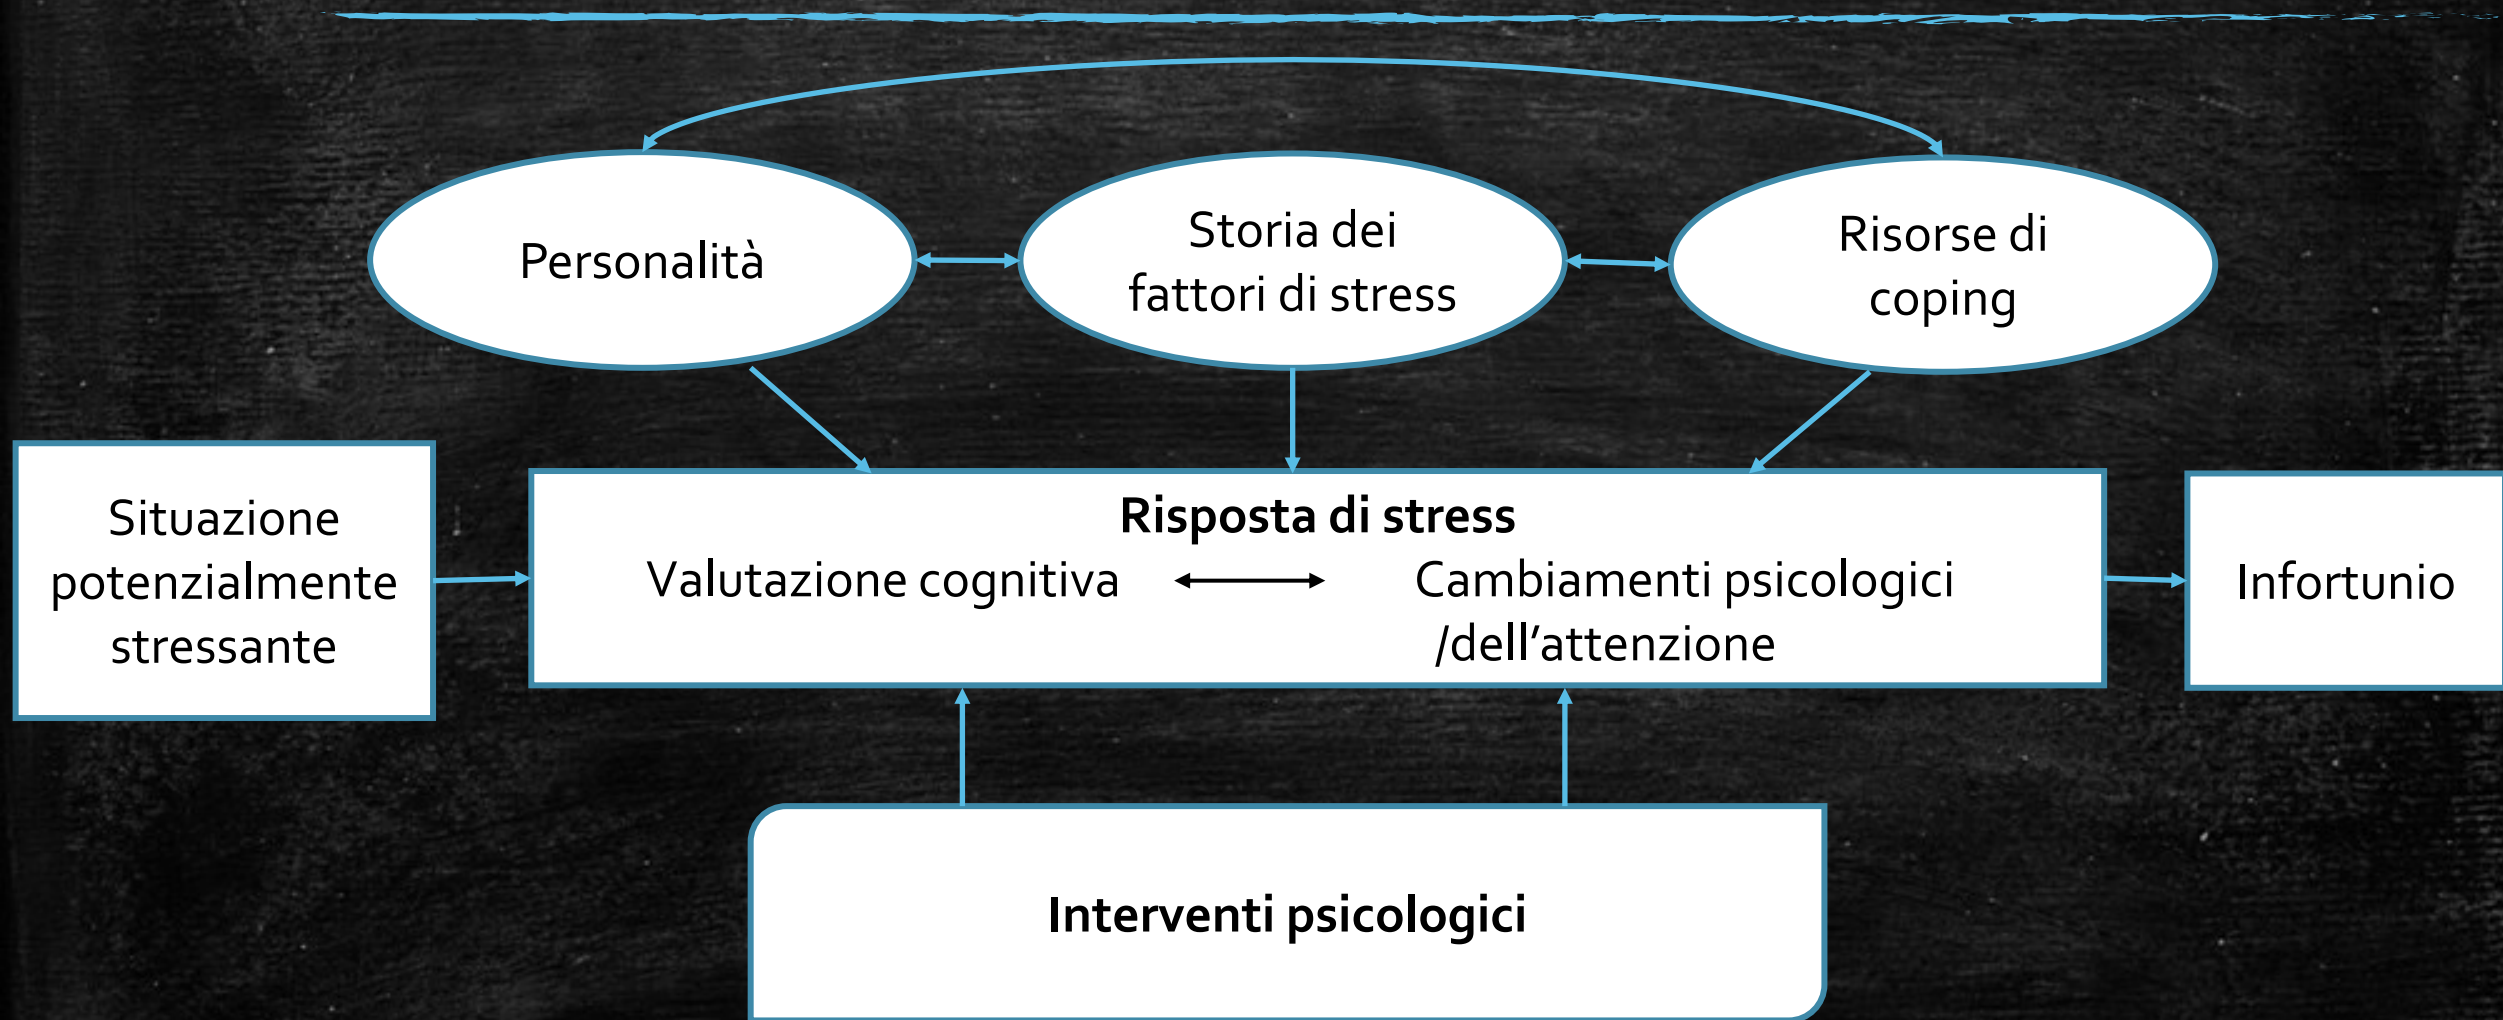 Personalità
Storia dei
fattori di stress
Risorse di
coping
Situazione
potenzialmente
stressante
Risposta di stress
Valutazione cognitiva
Cambiamenti psicologici
/dell’attenzione
Infortunio
Interventi psicologici